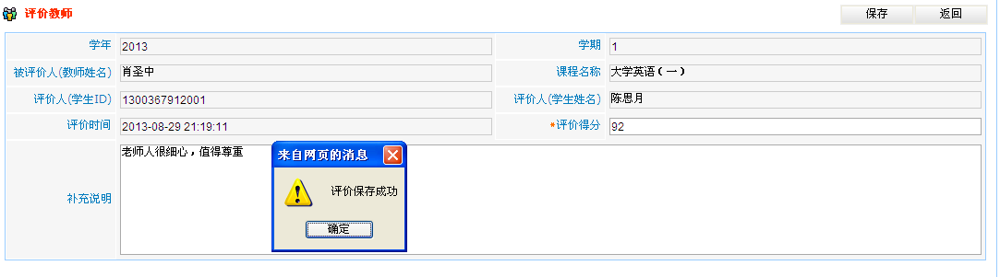 评价教师
保存
返回
学年
2013
学期
1
被评价人(教师姓名)
肖圣中
课程名称
大学英语（一）
评价人(学生ID)
1300367912001
评价人(学生姓名)
陈思月
评价时间
2013-08-29 21:19:11
*评价得分
92
补充说明
老师人很细心，值得尊重
来自网页的消息
评价保存成功
确定